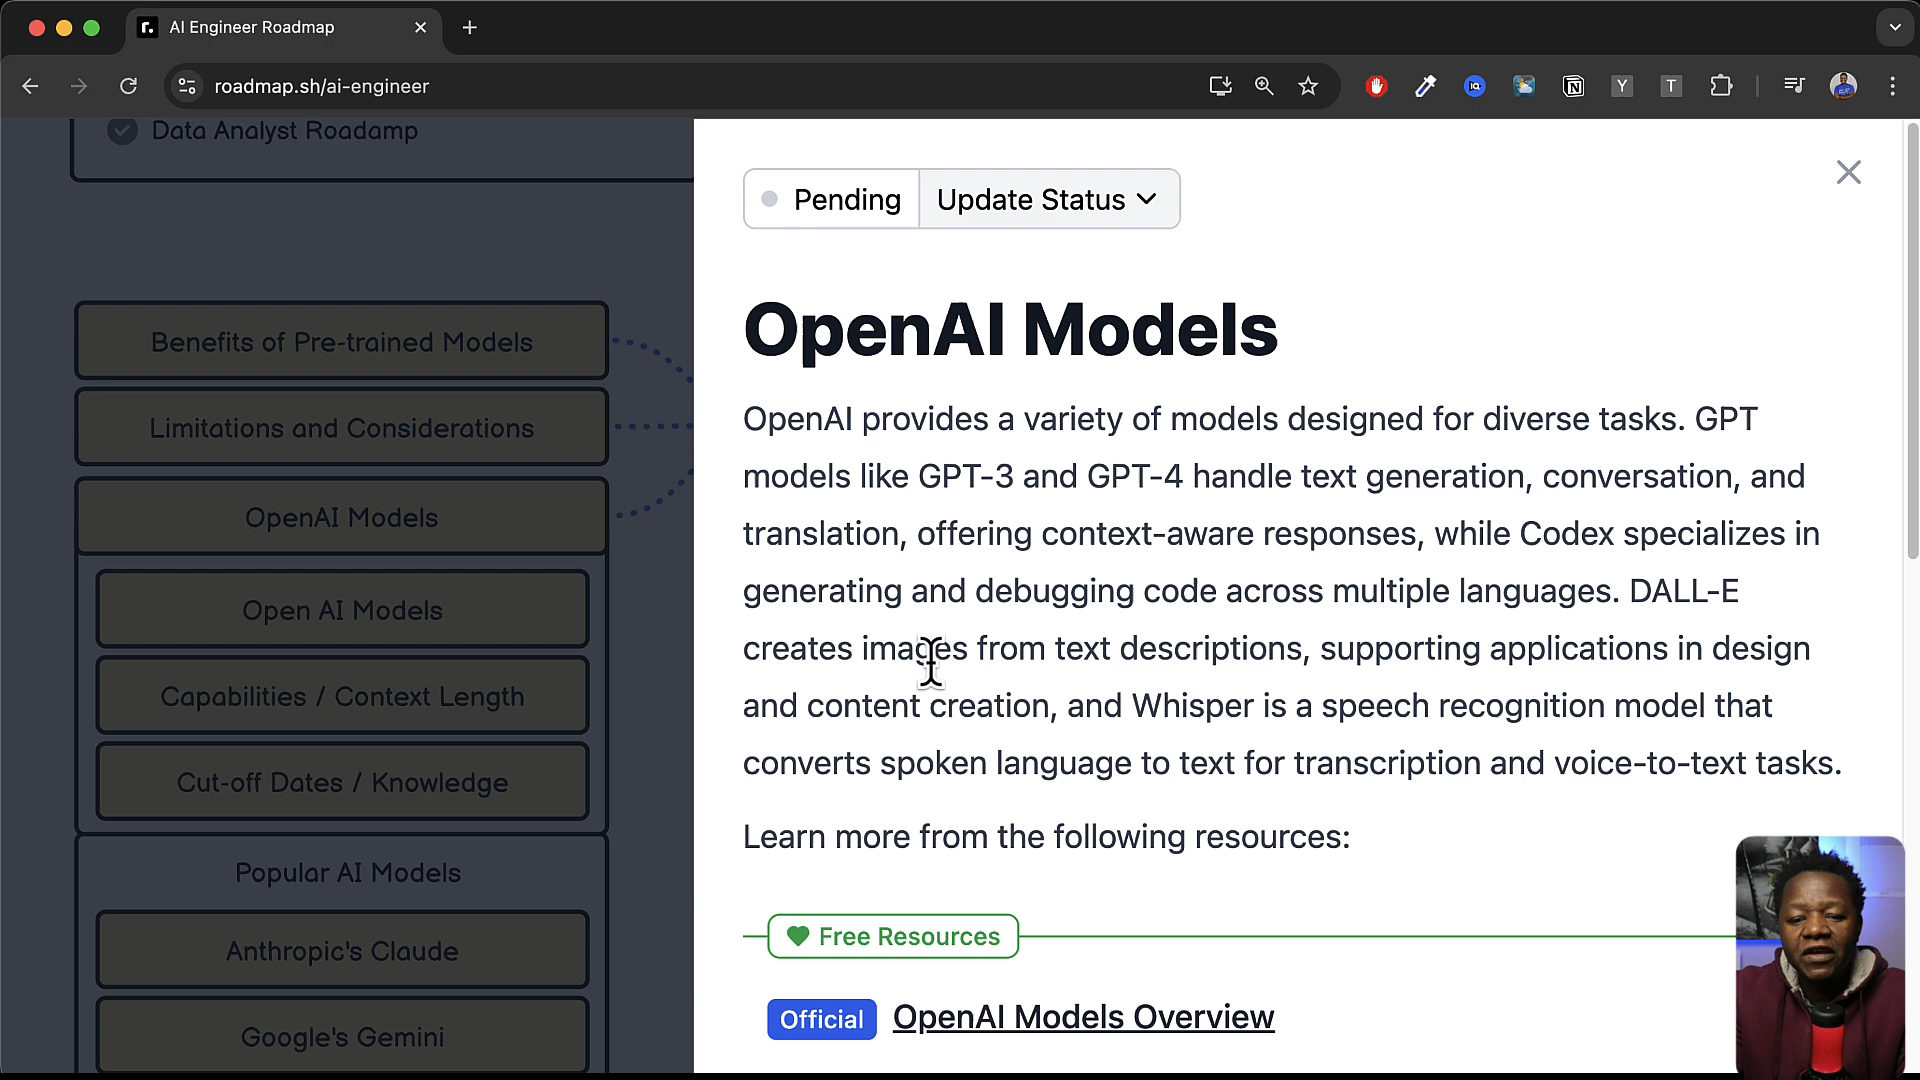 AI Engineer Roadmap
roadmap.sh/ai-engineer
Data Analyst Roadamp
Benefits of Pre-trained Models
Limitations and Considerations
OpenAI Models
Open AI Models
Capabilities / Context Length
Cut-off Dates / Knowledge
Popular AI Models
Anthropic's Claude
Google's Gemini
Pending
Update Status
OpenAI Models
OpenAI provides a variety of models designed for diverse tasks. GPT
models like GPT-3 and GPT-4 handle text generation, conversation, and
translation, offering context-aware responses, while Codex specializes in
generating and debugging code across multiple languages. DALL-E
creates images from text descriptions, supporting applications in design
and content creation, and Whisper is a speech recognition model that
converts spoken language to text for transcription and voice-to-text tasks.
Learn more from the following resources:
Free Resources
Official OpenAI Models Overview